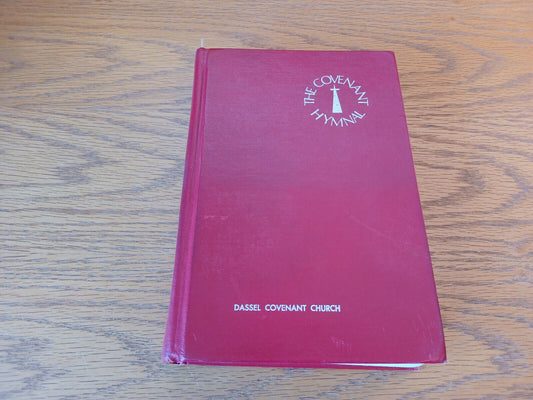 THE COVENANT
HYMNAL
DASSEL COVENANT CHURCH